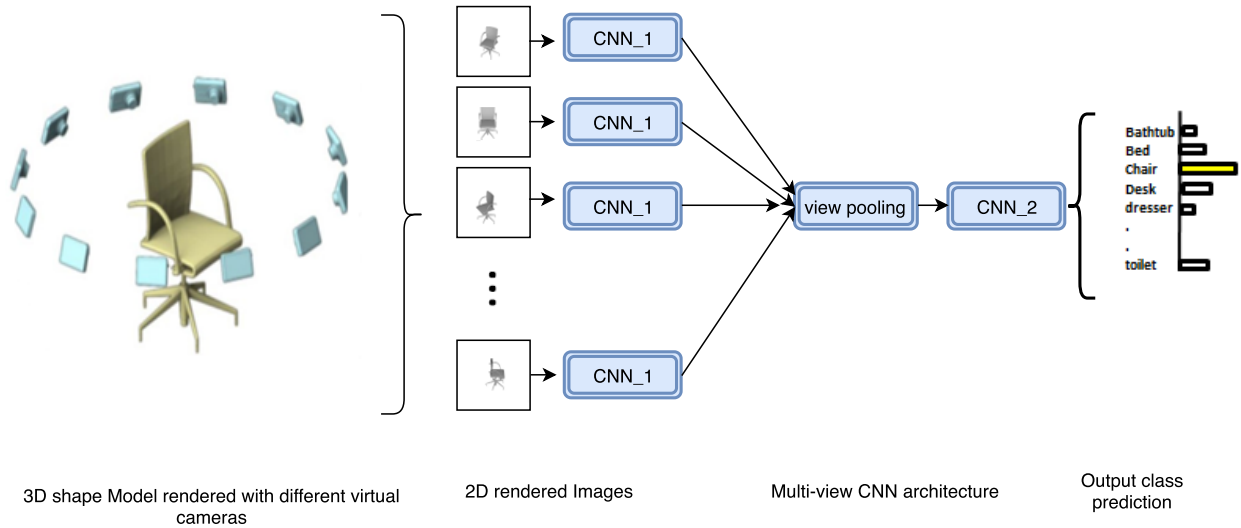 CNN_1
CNN_1
CNN_1
CNN_1
view pooling
CNN_2
Bathtub
Bed
Chair
Desk
dresser
.
.
toilet
3D shape Model rendered with different virtual
cameras
2D rendered Images
Multi-view CNN architecture
Output class
prediction